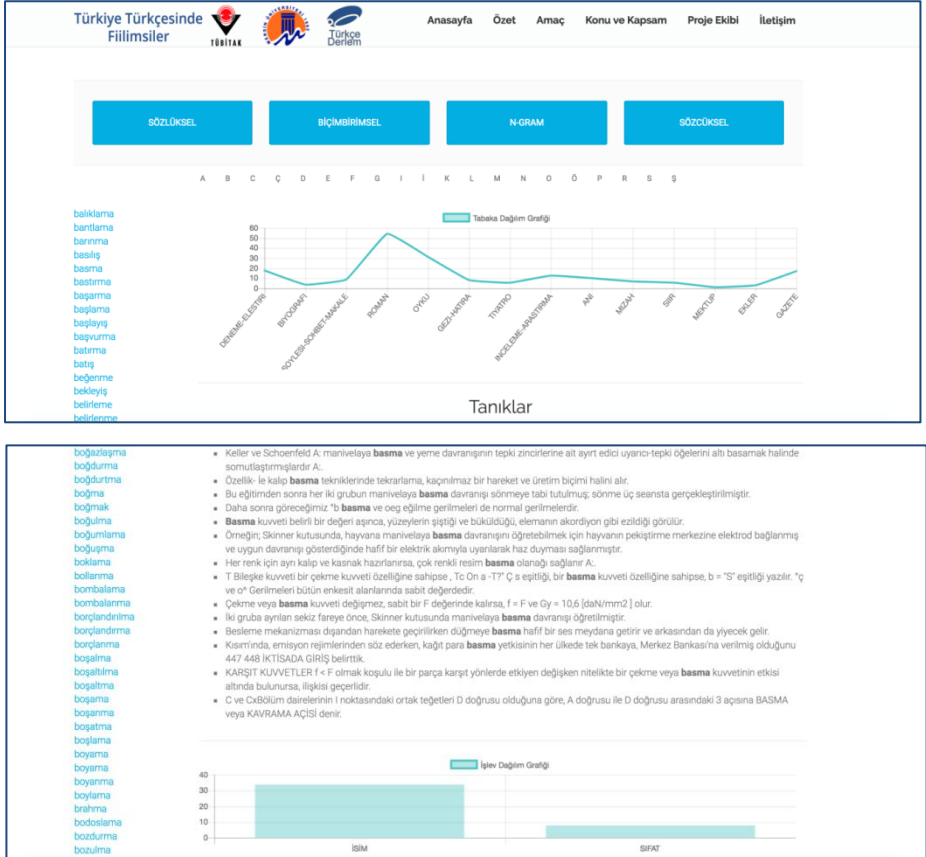 Türkiye Türkçesinde
Fiilimsiler
TÜBİTAK
Türkçe
Derlem
Anasayfa Özet Amaç Konu ve Kapsam Proje Ekibi İletişim
SÖZLÜKSEL BİÇİMBİRİMSEL N-GRAM SÖZCÜKSEL
A B C Ç D E F G I İ K L M N O Ö P R S Ş
balıklama
bantlama
barınma
basılış
basma
bastırma
başarma
başlama
başlayış
başvurma
batırma
batış
beğenme
bekleyiş
belirleme
belirlenme
Tabaka Dağılım Grafiği
60
50
40
30
20
10
0
DENEME-ELESTIRI
BIYOGRAFI
SOYLESI-SOHBET-MAKALE
ROMAN
OYKU
GEZI-HATIRA
TIYATRO
INCELEME-ARASTIRMA
ANI
MIZAH
SIIR
MEKTUP
EKLER
GAZETE
Tanıklar
boğazlaşma
boğdurma
boğdurtma
boğma
boğmak
boğulma
boğumlama
boğuşma
boklama
bollanma
bombalama
bombalanma
borçlandırılma
borçlandırma
borçlanma
boşalma
boşaltılma
boşaltma
boşama
boşanma
boşatma
boşlama
boyama
boyama
boyanma
boylama
brahma
bodoslama
bozdurma
bozulma
Keller ve Schoenfeld A: manivelaya basma ve yeme davranışının tepki zincirlerine ait ayırt edici uyarıcı-tepki öğelerini altı basamak halinde
somutlaştırmışlardır A:.
Özellik- le kalıp basma tekniklerinde tekrarlama, kaçınılmaz bir hareket ve üretim biçimi halini alır.
Bu eğitimden sonra her iki grubun manivelaya basma davranışı sönmeye tabi tutulmuş; sönme üç seansta gerçekleştirilmiştir.
Daha sonra göreceğimiz *b basma ve oeg eğilme gerilmeleri de normal gerilmelerdir.
Basma kuvveti belirli bir değeri aşınca, yüzeylerin şiştiği ve büküldüğü, elemanın akordiyon gibi ezildiği görülür.
Örneğin; Skinner kutusunda, hayvana manivelaya basma davranışını öğretebilmek için hayvanın pekiştirme merkezine elektrod bağlanmış
ve uygun davranışı gösterdiğinde hafif bir elektrik akımıyla uyarılarak haz duyması sağlanmıştır.
Her renk için ayrı kalıp ve kasnak hazırlanırsa, çok renkli resim basma olanağı sağlanır A:.
T Bileşke kuvveti bir çekme kuvveti özelliğine sahipse , Tc On a -T?" Ç s eşitliği, bir basma kuvveti özelliğine sahipse, b = "S" eşitliği yazılır. *ç
ve o^ Gerilmeleri bütün enkesit alanlarında sabit değerdedir.
Çekme veya basma kuvveti değişmez, sabit bir F değerinde kalırsa, f = F ve Gy = 10,6 [daN/mm2 ] olur.
İki gruba ayrılan sekiz fareye önce, Skinner kutusunda manivelaya basma davranışı öğretilmiştir.
Besleme mekanizması dışarıdan harekete geçirilirken düğmeye basma hafif bir ses meydana getirir ve arkasından da yiyecek gelir.
Kısım'ında, emisyon rejimlerinden söz ederken, kağıt para basma yetkisinin her ülkede tek bankaya, Merkez Bankası'na verilmiş olduğunu
447 448 İKTİSADA GİRİŞ belirttik.
KARŞIT KUVVETLER f < F olmak koşulu ile bir parça karşıt yönlerde etkiyen değişken nitelikte bir çekme veya basma kuvvetinin etkisi
altında bulunursa, ilişkisi geçerlidir.
C ve CxBölüm dairelerinin I noktasındaki ortak teğetleri D doğrusu olduğuna göre, A doğrusu ile D doğrusu arasındaki 3 açısına BASMA
veya KAVRAMA AÇİSİ denir.
İşlev Dağılım Grafiği
40
30
20
10
0
İSİM
SIFAT